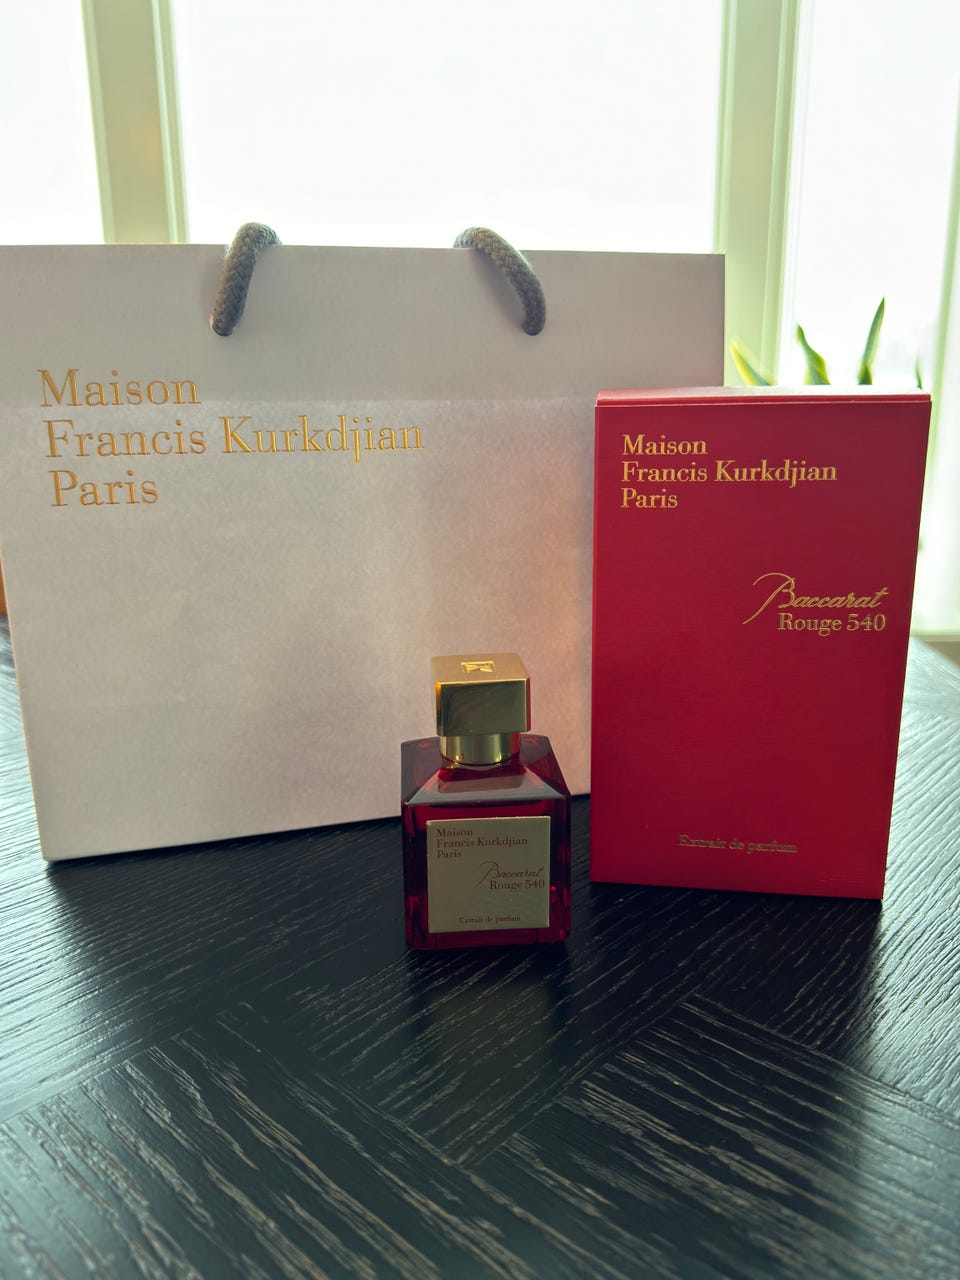 Maison
Francis Kurkdjian
Paris
Maison
Francis Kurkdjian
Paris
Baccarat
Rouge 540
Extrait de parfum
Maison
Francis Kurkdjian
Paris
Baccarat
Rouge 540
Extrait de parfum